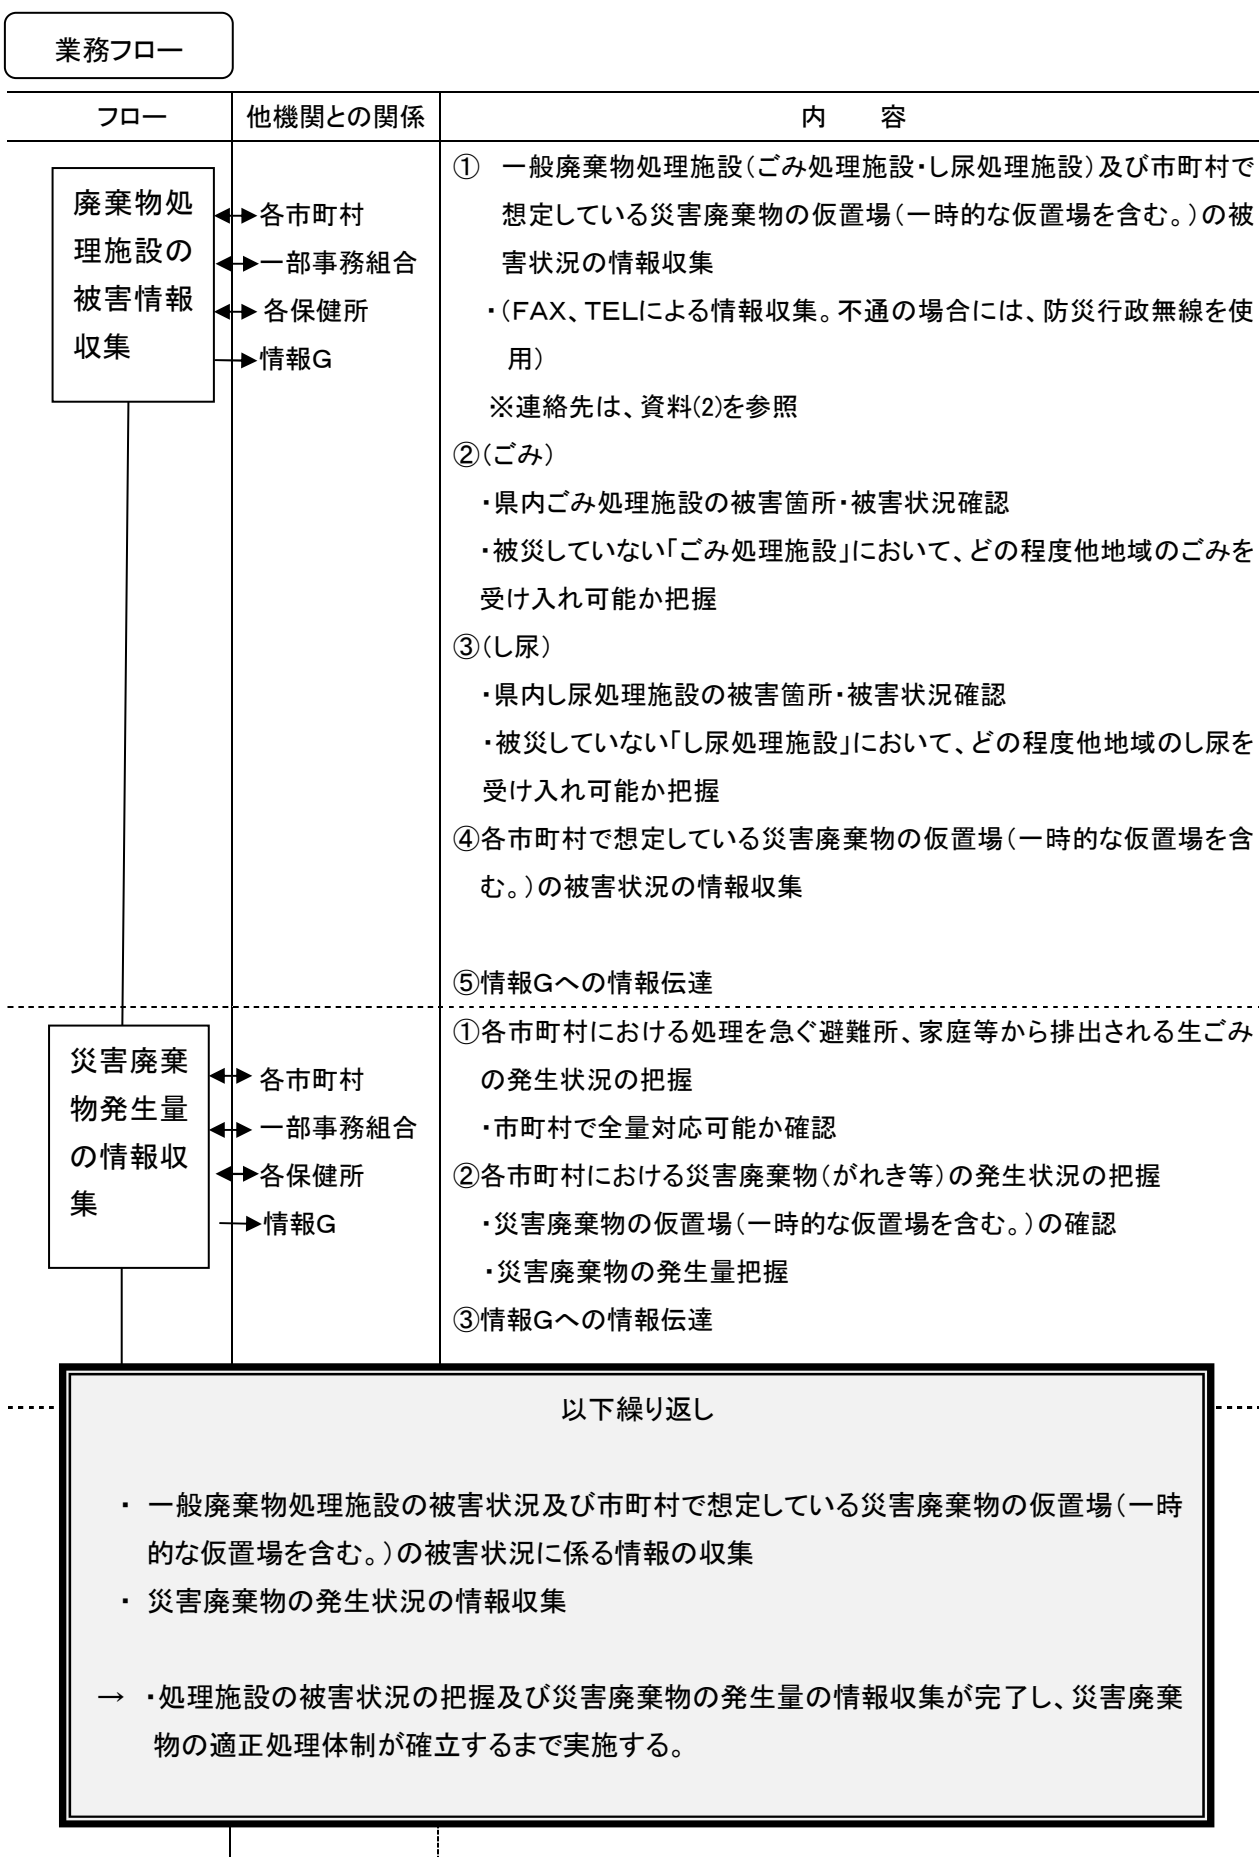 業務フロー
フロー
他機関との関係
内　　容
廃棄物処
理施設の
被害情報
収集
各市町村
一部事務組合
各保健所
情報G
①　一般廃棄物処理施設(ごみ処理施設・し尿処理施設)及び市町村で
想定している災害廃棄物の仮置場(一時的な仮置場を含む。)の被
害状況の情報収集
・(FAX、TELによる情報収集。不通の場合には、防災行政無線を使
用)
※連絡先は、資料(2)を参照
②(ごみ)
・県内ごみ処理施設の被害箇所・被害状況確認
・被災していない「ごみ処理施設」において、どの程度他地域のごみを
受け入れ可能か把握
③(し尿)
・県内し尿処理施設の被害箇所・被害状況確認
・被災していない「し尿処理施設」において、どの程度他地域のし尿を
受け入れ可能か把握
④各市町村で想定している災害廃棄物の仮置場(一時的な仮置場を含
む。)の被害状況の情報収集
⑤情報Gへの情報伝達
災害廃棄
物発生量
の情報収
集
各市町村
一部事務組合
各保健所
情報G
①各市町村における処理を急ぐ避難所、家庭等から排出される生ごみ
の発生状況の把握
・市町村で全量対応可能か確認
②各市町村における災害廃棄物(がれき等)の発生状況の把握
・災害廃棄物の仮置場(一時的な仮置場を含む。)の確認
・災害廃棄物の発生量把握
③情報Gへの情報伝達
以下繰り返し
・ 一般廃棄物処理施設の被害状況及び市町村で想定している災害廃棄物の仮置場(一時
的な仮置場を含む。)の被害状況に係る情報の収集
・ 災害廃棄物の発生状況の情報収集
→　・処理施設の被害状況の把握及び災害廃棄物の発生量の情報収集が完了し、災害廃棄
物の適正処理体制が確立するまで実施する。